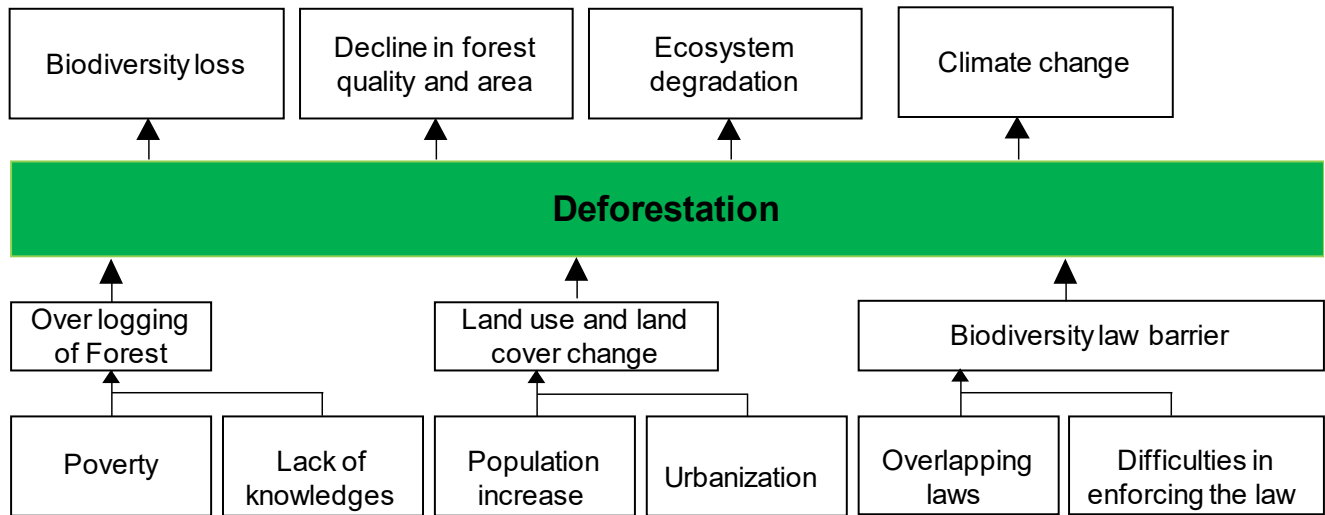 Biodiversity loss
Decline in forest
quality and area
Ecosystem
degradation
Climate change
Deforestation
Over logging
of Forest
Land use and land
cover change
Biodiversity law barrier
Poverty
Lack of
knowledges
Population
increase
Urbanization
Overlapping
laws
Difficulties in
enforcing the law